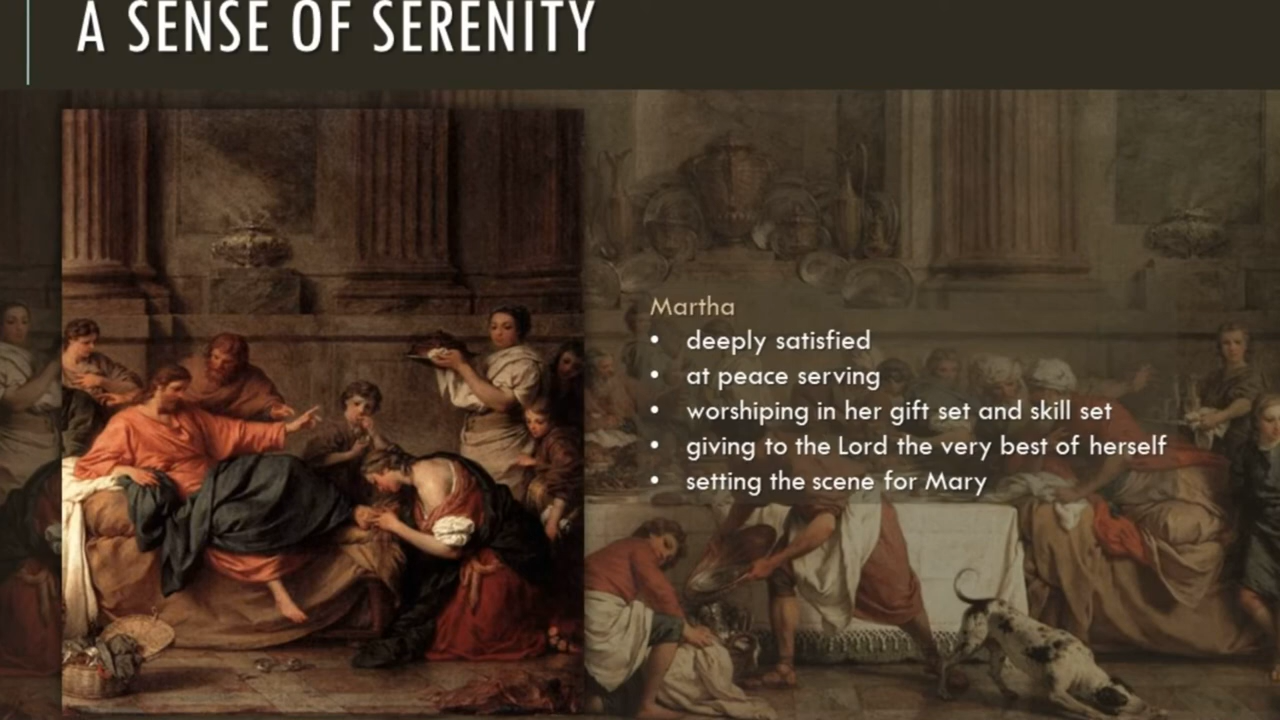 A SENSE OF SERENITY
Martha
• deeply satisfied
• at peace serving
• worshiping in her gift set and skill set
• giving to the Lord the very best of herself
• setting the scene for Mary